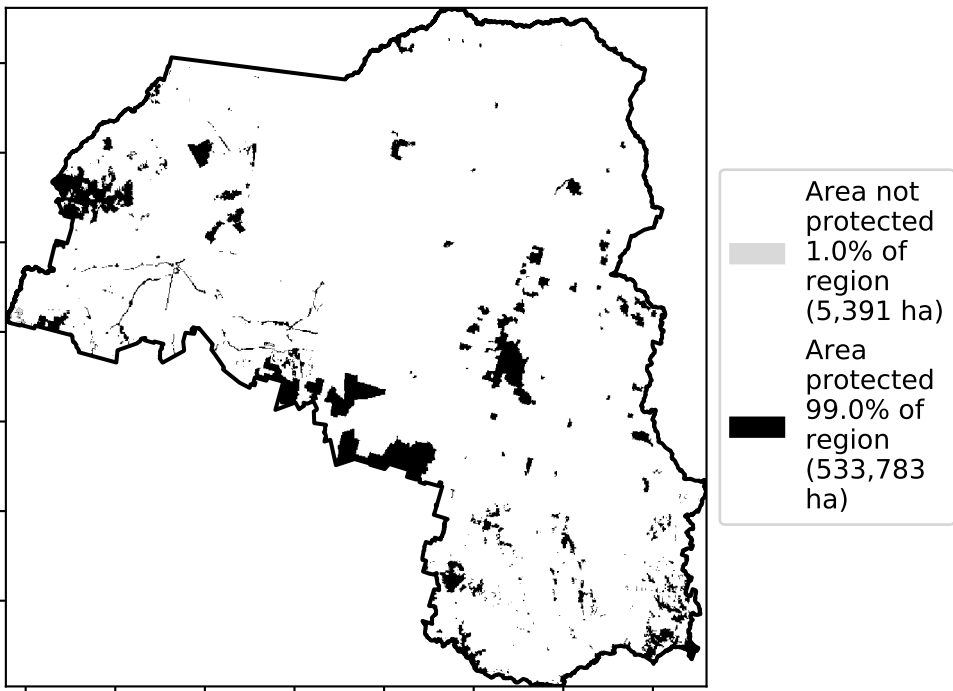 Area not
protected
1.0% of
region
(5,391 ha)
Area
protected
99.0% of
region
(533,783
ha)